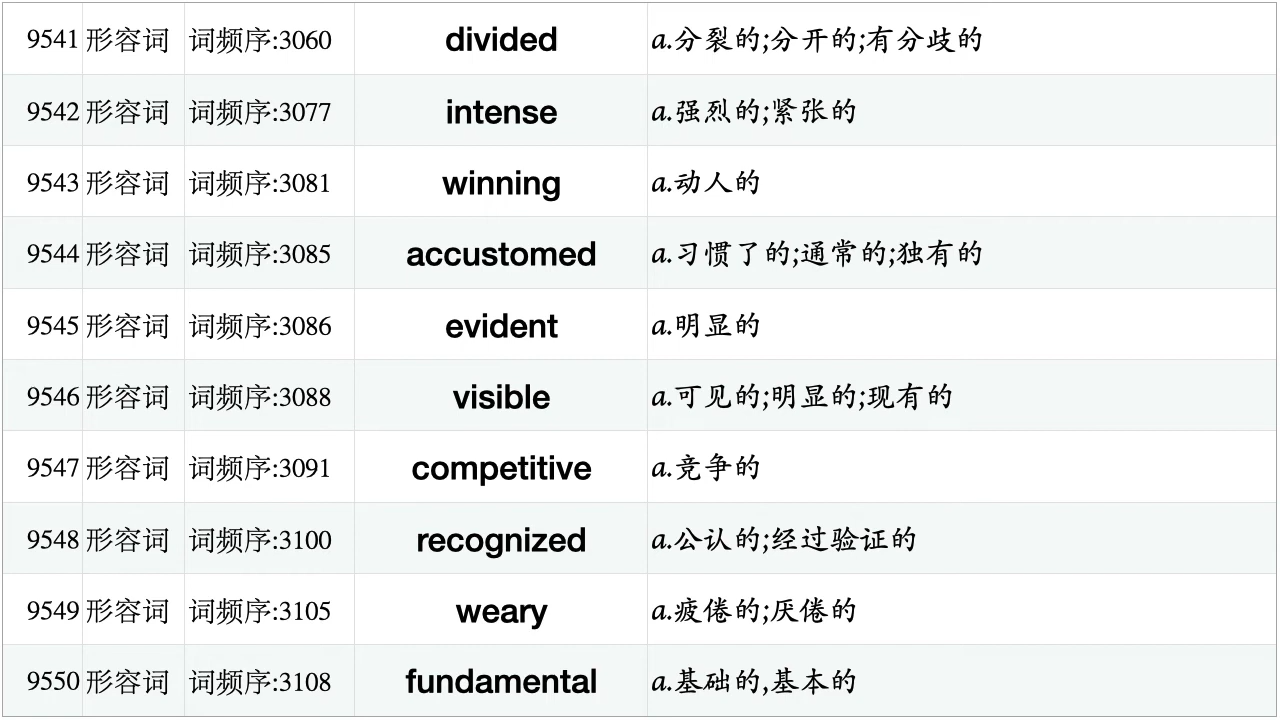 9541 形容词 词频序:3060 divided a.分裂的;分开的;有分歧的
9542 形容词 词频序:3077 intense a.强烈的;紧张的
9543 形容词 词频序:3081 winning a.动人的
9544 形容词 词频序:3085 accustomed a.习惯了的;通常的;独有的
9545 形容词 词频序:3086 evident a.明显的
9546 形容词 词频序:3088 visible a.可见的;明显的;现有的
9547 形容词 词频序:3091 competitive a.竞争的
9548 形容词 词频序:3100 recognized a.公认的;经过验证的
9549 形容词 词频序:3105 weary a.疲倦的;厌倦的
9550 形容词 词频序:3108 fundamental a.基础的,基本的